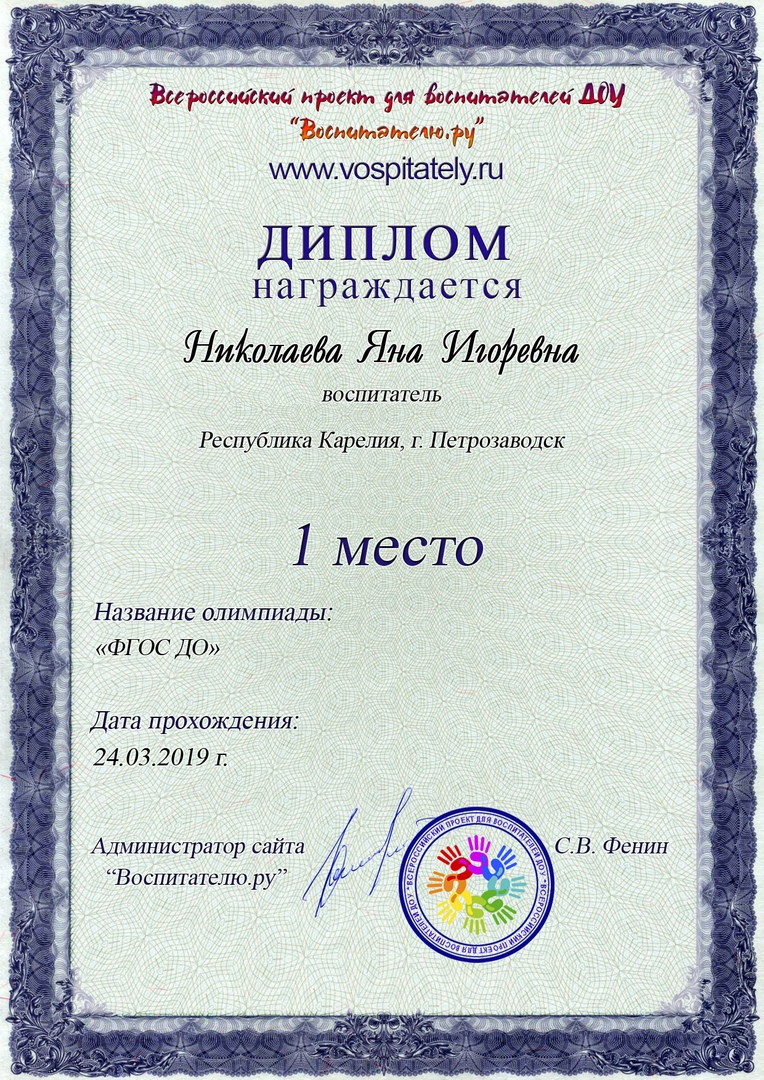 Всероссийский проект для воспитателей ДОУ
“Воспитателю.ру”
www.vospitately.ru
ДИПЛОМ
награждается
Николаева Яна Игоревна
воспитатель
Республика Карелия, г. Петрозаводск
1 место
Название олимпиады:
«ФГОС ДО»
Дата прохождения:
24.03.2019 г.
Администратор сайта
“Воспитателю.ру”
С.В. Фенин
ВСЕРОССИЙСКИЙ ПРОЕКТ ДЛЯ ВОСПИТАТЕЛЕЙ ДОУ * ВСЕРОССИЙСКИЙ ПРОЕКТ ДЛЯ ВОСПИТАТЕЛЕЙ ДОУ *